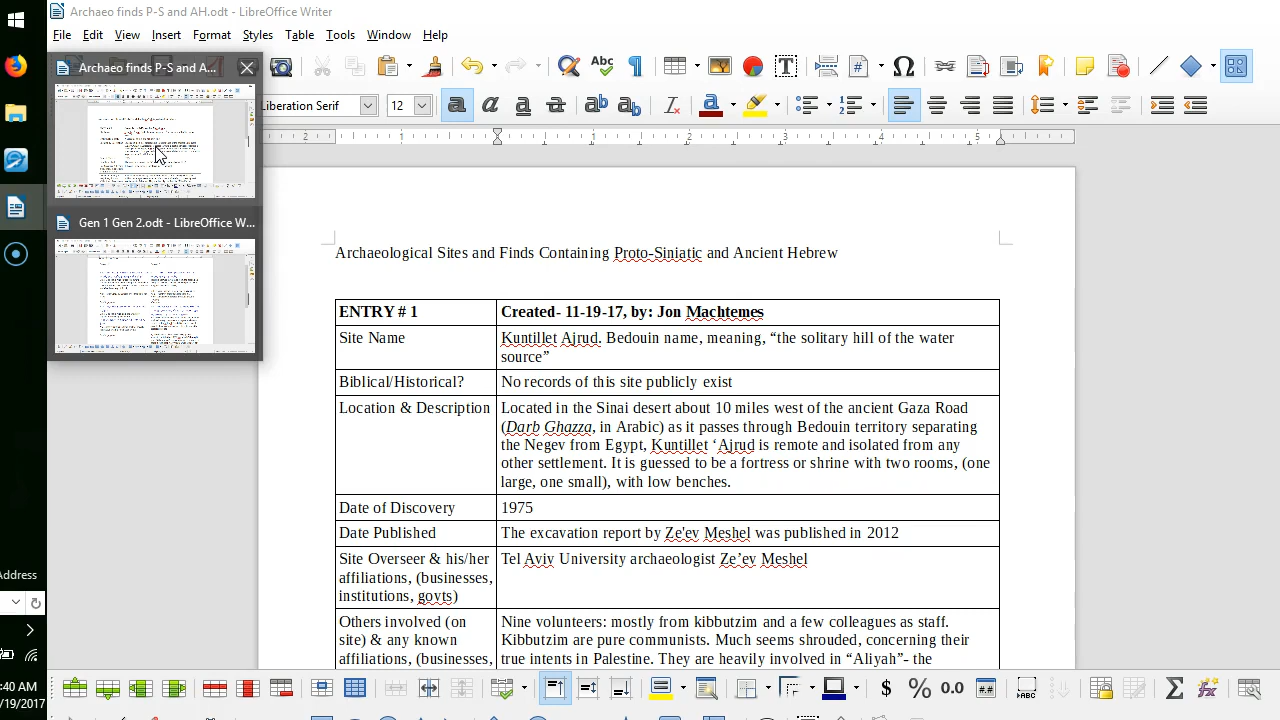 Archaeo finds P-S and AH.odt - LibreOffice Writer
File Edit View Insert Format Styles Table Tools Window Help
Archaeo finds P-S and A...
Liberation Serif 12
2 1 1 2 3 4 5
Gen 1 Gen 2.odt - LibreOffice W...
Archaeological Sites and Finds Containing Proto-Siniatic and Ancient Hebrew
ENTRY # 1 Created- 11-19-17, by: Jon Machtemes
Site Name Kuntillet Ajrud. Bedouin name, meaning, “the solitary hill of the water
source”
Biblical/Historical? No records of this site publicly exist
Location & Description Located in the Sinai desert about 10 miles west of the ancient Gaza Road
(Darb Ghazza, in Arabic) as it passes through Bedouin territory separating
the Negev from Egypt, Kuntillet ‘Ajrud is remote and isolated from any
other settlement. It is guessed to be a fortress or shrine with two rooms, (one
large, one small), with low benches.
Date of Discovery 1975
Date Published The excavation report by Ze'ev Meshel was published in 2012
Site Overseer & his/her Tel Aviv University archaeologist Ze’ev Meshel
affiliations, (businesses,
institutions, govts)
Others involved (on Nine volunteers: mostly from kibbutzim and a few colleagues as staff.
site) & any known Kibbutzim are pure communists. Much seems shrouded, concerning their
affiliations, (businesses, true intents in Palestine. They are heavily involved in “Aliyah”- the
Address
:40 AM
/19/2017
$ % 0.0